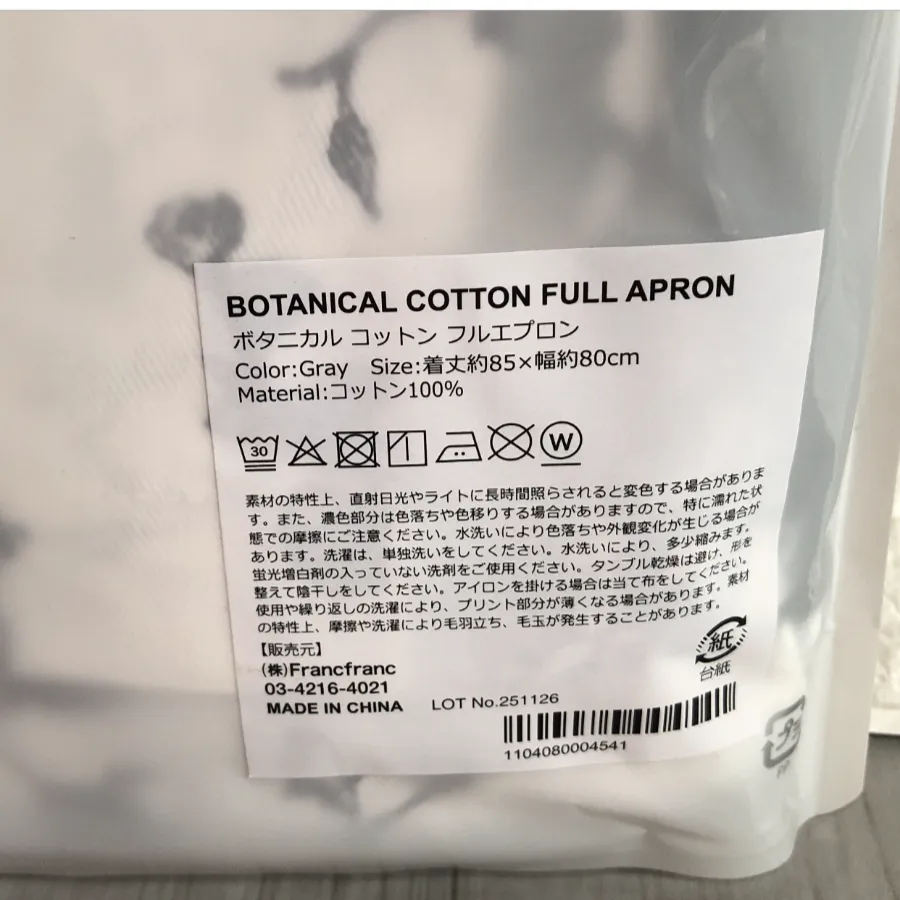 BOTANICAL COTTON FULL APRON
ボタニカル コットン フルエプロン
Color:Gray Size:着丈約85×幅約80cm
Material:コットン100%
30 W
素材の特性上、直射日光やライトに長時間照らされると変色する場合がありま
す。また、濃色部分は色落ちや色移りする場合がありますので、特に濡れた状
態での摩擦にご注意ください。水洗いにより色落ちや外観変化が生じる場合が
あります。洗濯は、単独洗いをしてください。水洗いにより、多少縮みます。
蛍光増白剤の入っていない洗剤をご使用ください。タンブル乾燥は避け、形を
整えて陰干しをしてください。アイロンを掛ける場合は当て布をしてください。
使用や繰り返しの洗濯により、プリント部分が薄くなる場合があります。素材
の特性上、摩擦や洗濯により毛羽立ち、毛玉が発生することがあります。
【販売元】
(株)Francfranc
03-4216-4021
MADE IN CHINA LOT No.251126
紙
台紙
1104080004541
プラ
PP